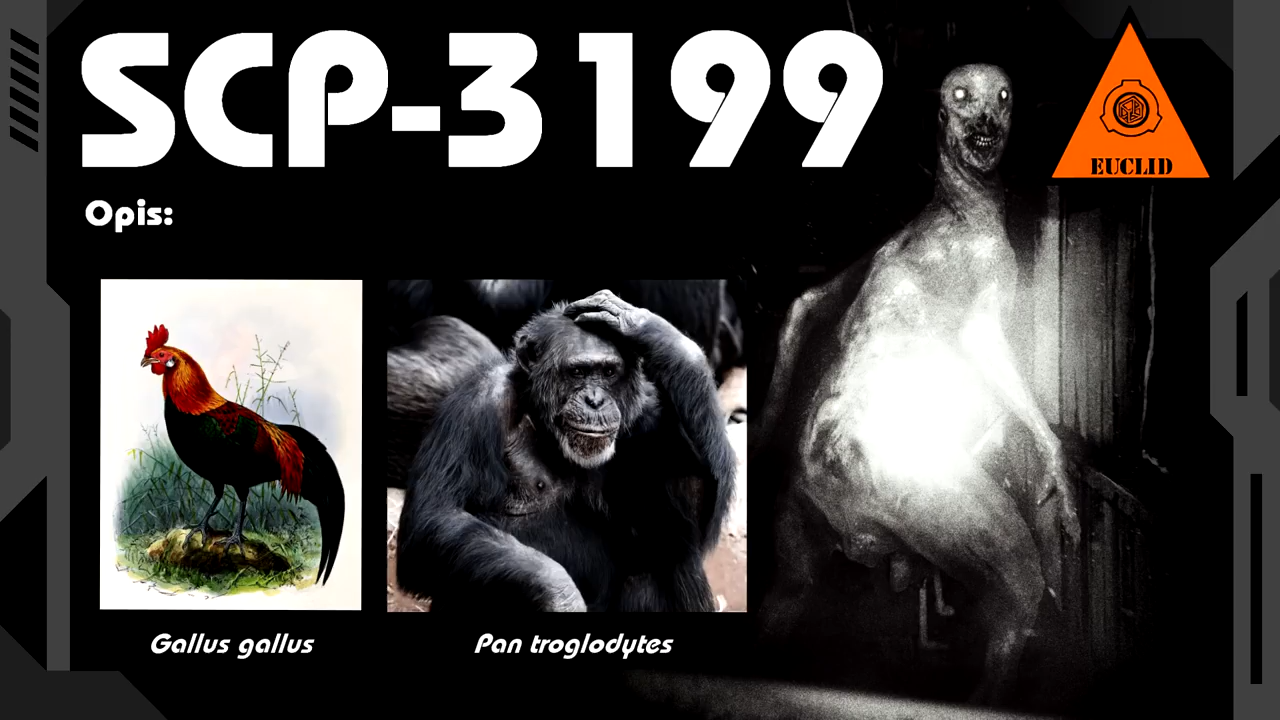 SCP-3199
EUCLID
Opis:
Gallus gallus
Pan troglodytes